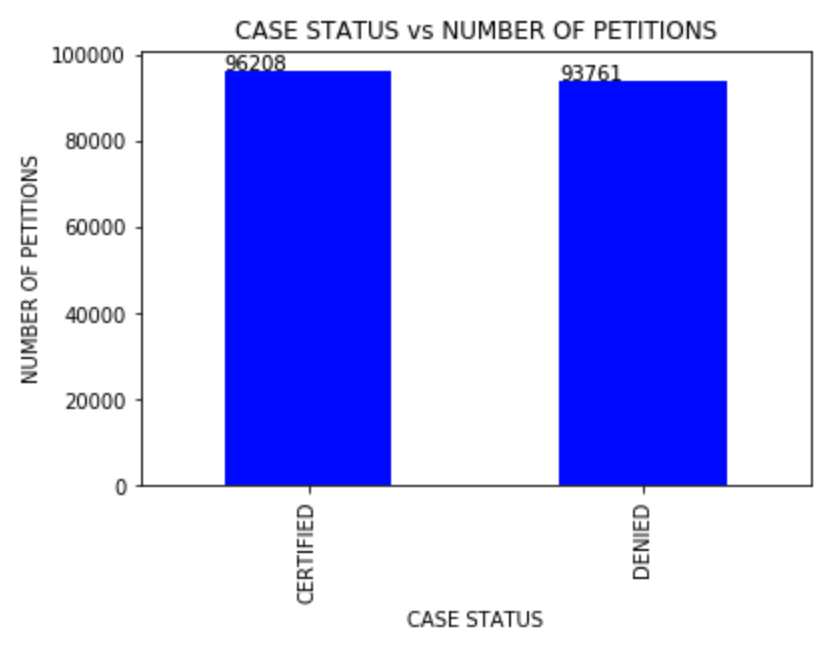 CASE STATUS vs NUMBER OF PETITIONS
100000
80000
60000
40000
20000
0
NUMBER OF PETITIONS
96208
93761
CERTIFIED
DENIED
CASE STATUS